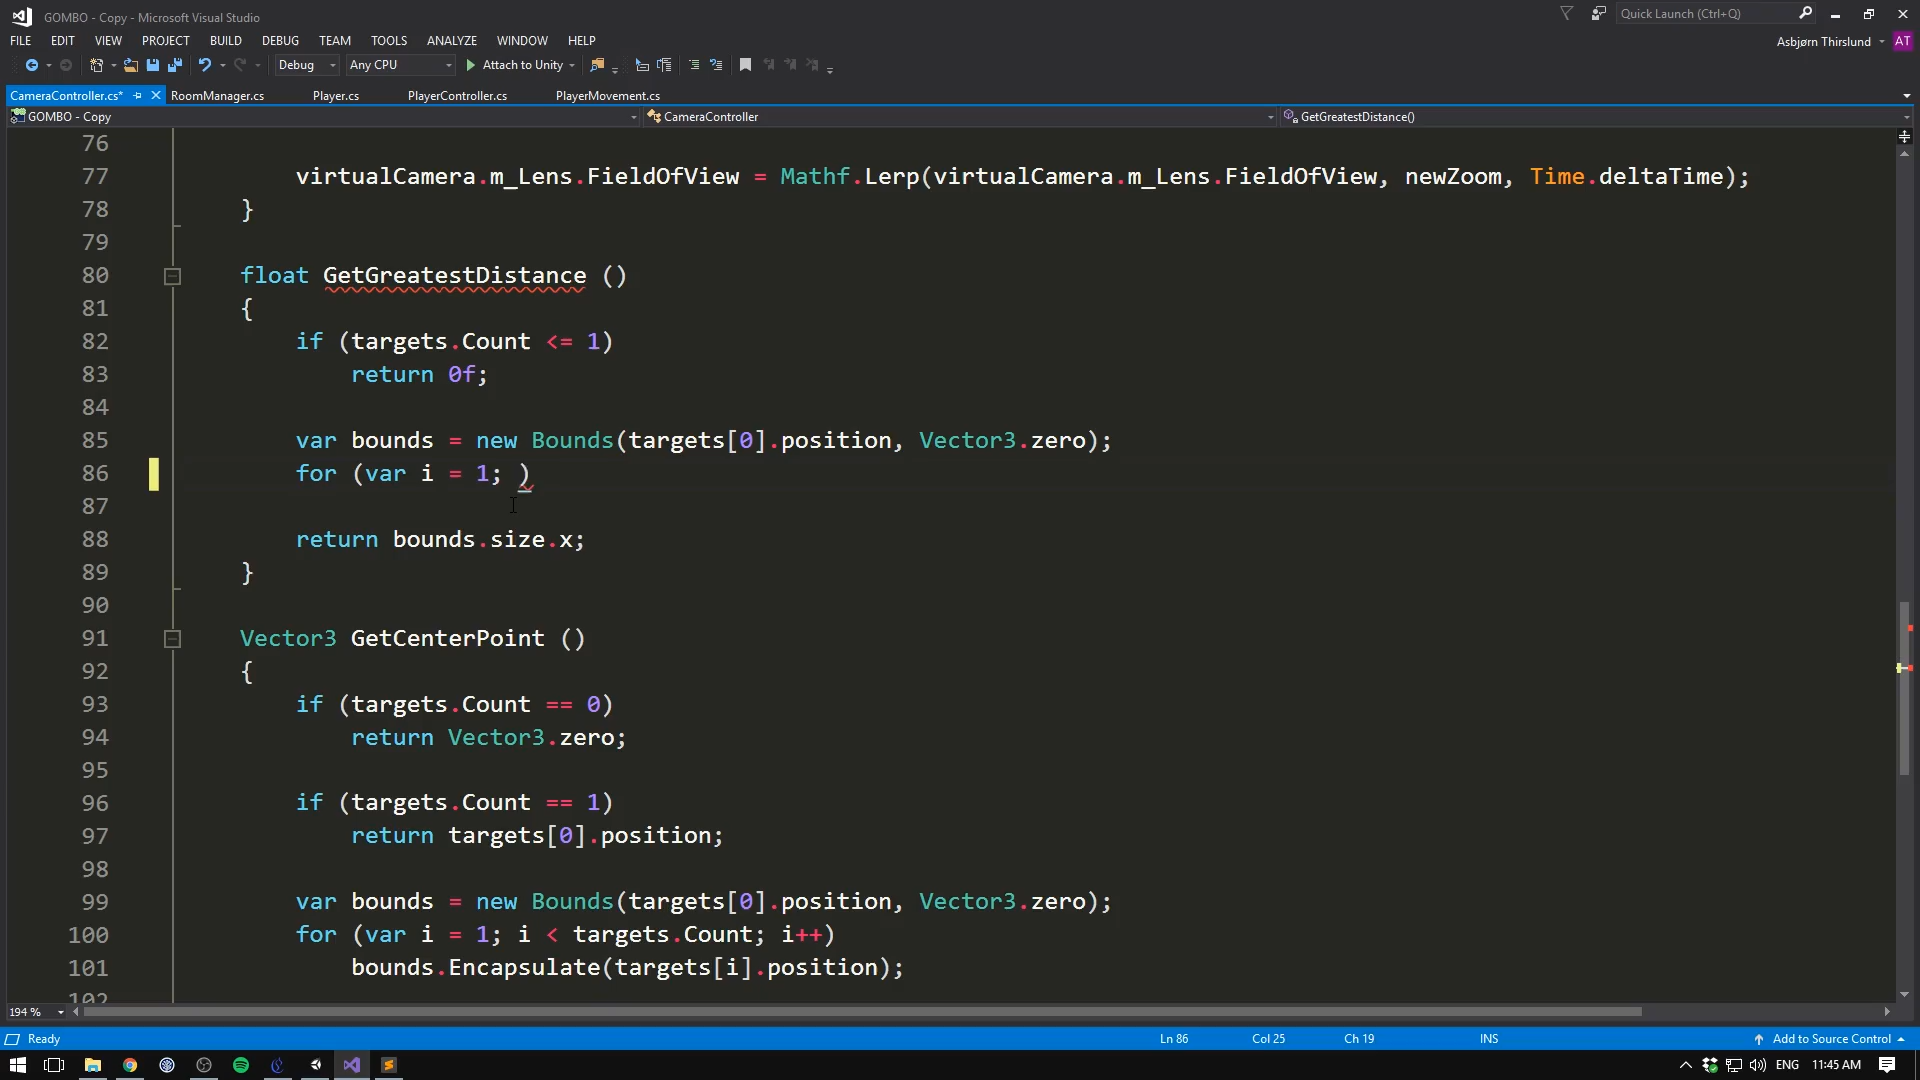 GOMBO - Copy - Microsoft Visual Studio
Quick Launch (Ctrl+Q)
FILE EDIT VIEW PROJECT BUILD DEBUG TEAM TOOLS ANALYZE WINDOW HELP
Asbjørn Thirslund AT
Debug Any CPU Attach to Unity
CameraController.cs* RoomManager.cs Player.cs PlayerController.cs PlayerMovement.cs
GOMBO - Copy CameraController GetGreatestDistance()
76
77 virtualCamera.m_Lens.FieldOfView = Mathf.Lerp(virtualCamera.m_Lens.FieldOfView, newZoom, Time.deltaTime);
78 }
79
80 float GetGreatestDistance ()
81 {
82 if (targets.Count <= 1)
83 return 0f;
84
85 var bounds = new Bounds(targets[0].position, Vector3.zero);
86 for (var i = 1; )
87
88 return bounds.size.x;
89 }
90
91 Vector3 GetCenterPoint ()
92 {
93 if (targets.Count == 0)
94 return Vector3.zero;
95
96 if (targets.Count == 1)
97 return targets[0].position;
98
99 var bounds = new Bounds(targets[0].position, Vector3.zero);
100 for (var i = 1; i < targets.Count; i++)
101 bounds.Encapsulate(targets[i].position);
102
194 %
Ready Ln 86 Col 25 Ch 19 INS Add to Source Control
ENG 11:45 AM